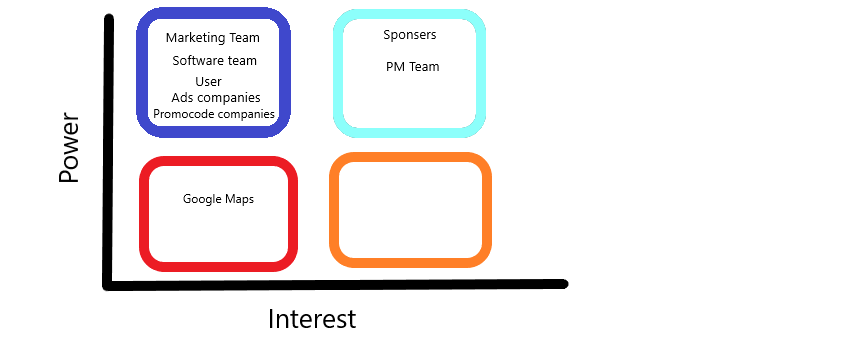 Power
Marketing Team
Software team
User
Ads companies
Promocode companies
Sponsers
PM Team
Google Maps
Interest